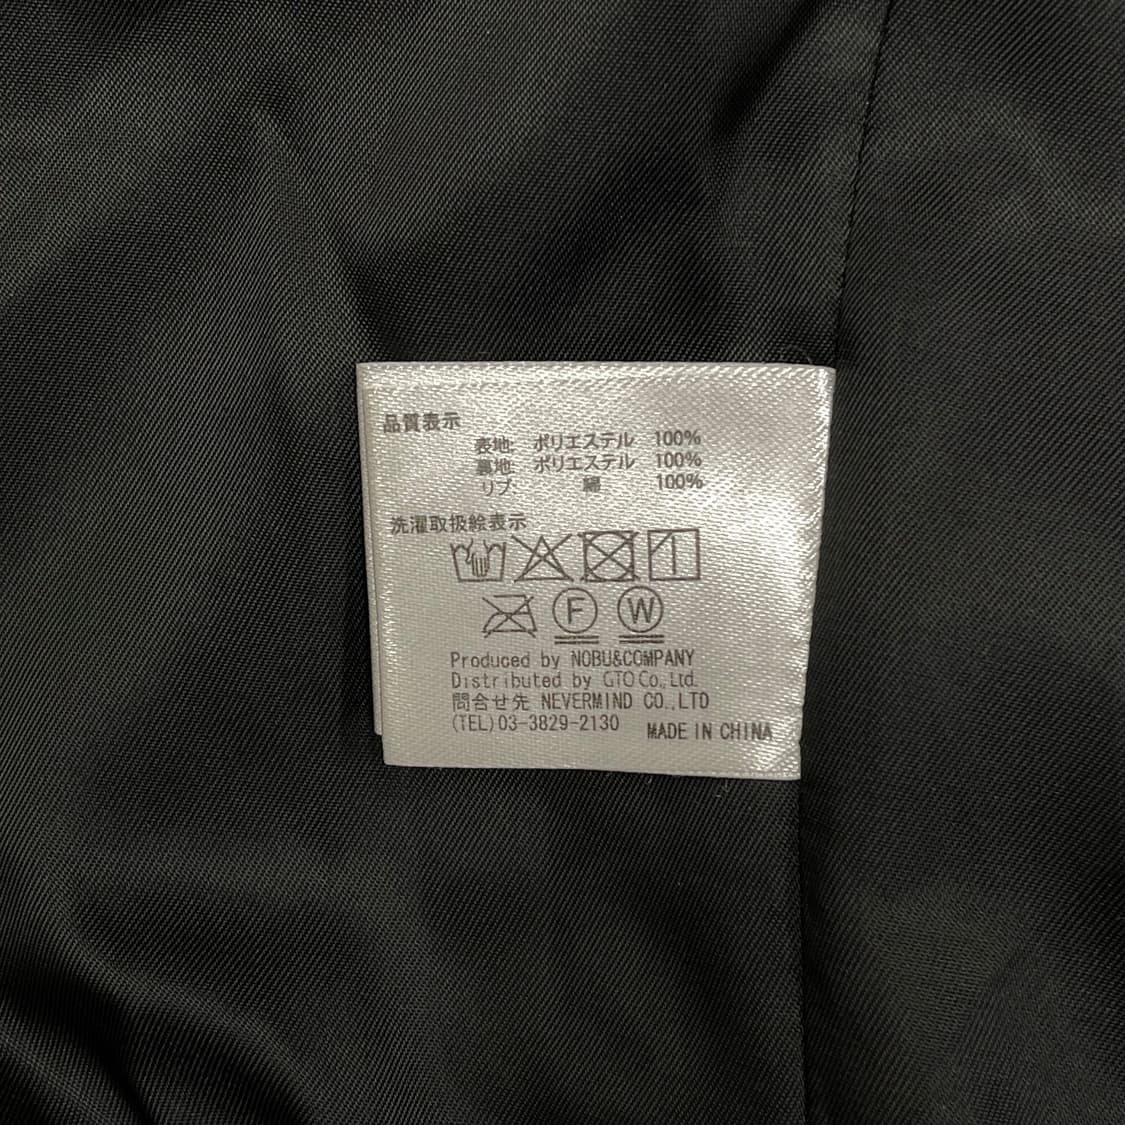 品質表示
表地: ポリエステル 100%
裏地: ポリエステル 100%
リブ: 綿 100%
洗濯取扱絵表示
F W
Produced by NOBU&COMPANY
Distributed by GTO Co., Ltd.
問合せ先 NEVERMIND CO.,LTD
(TEL)03-3829-2130 MADE IN CHINA